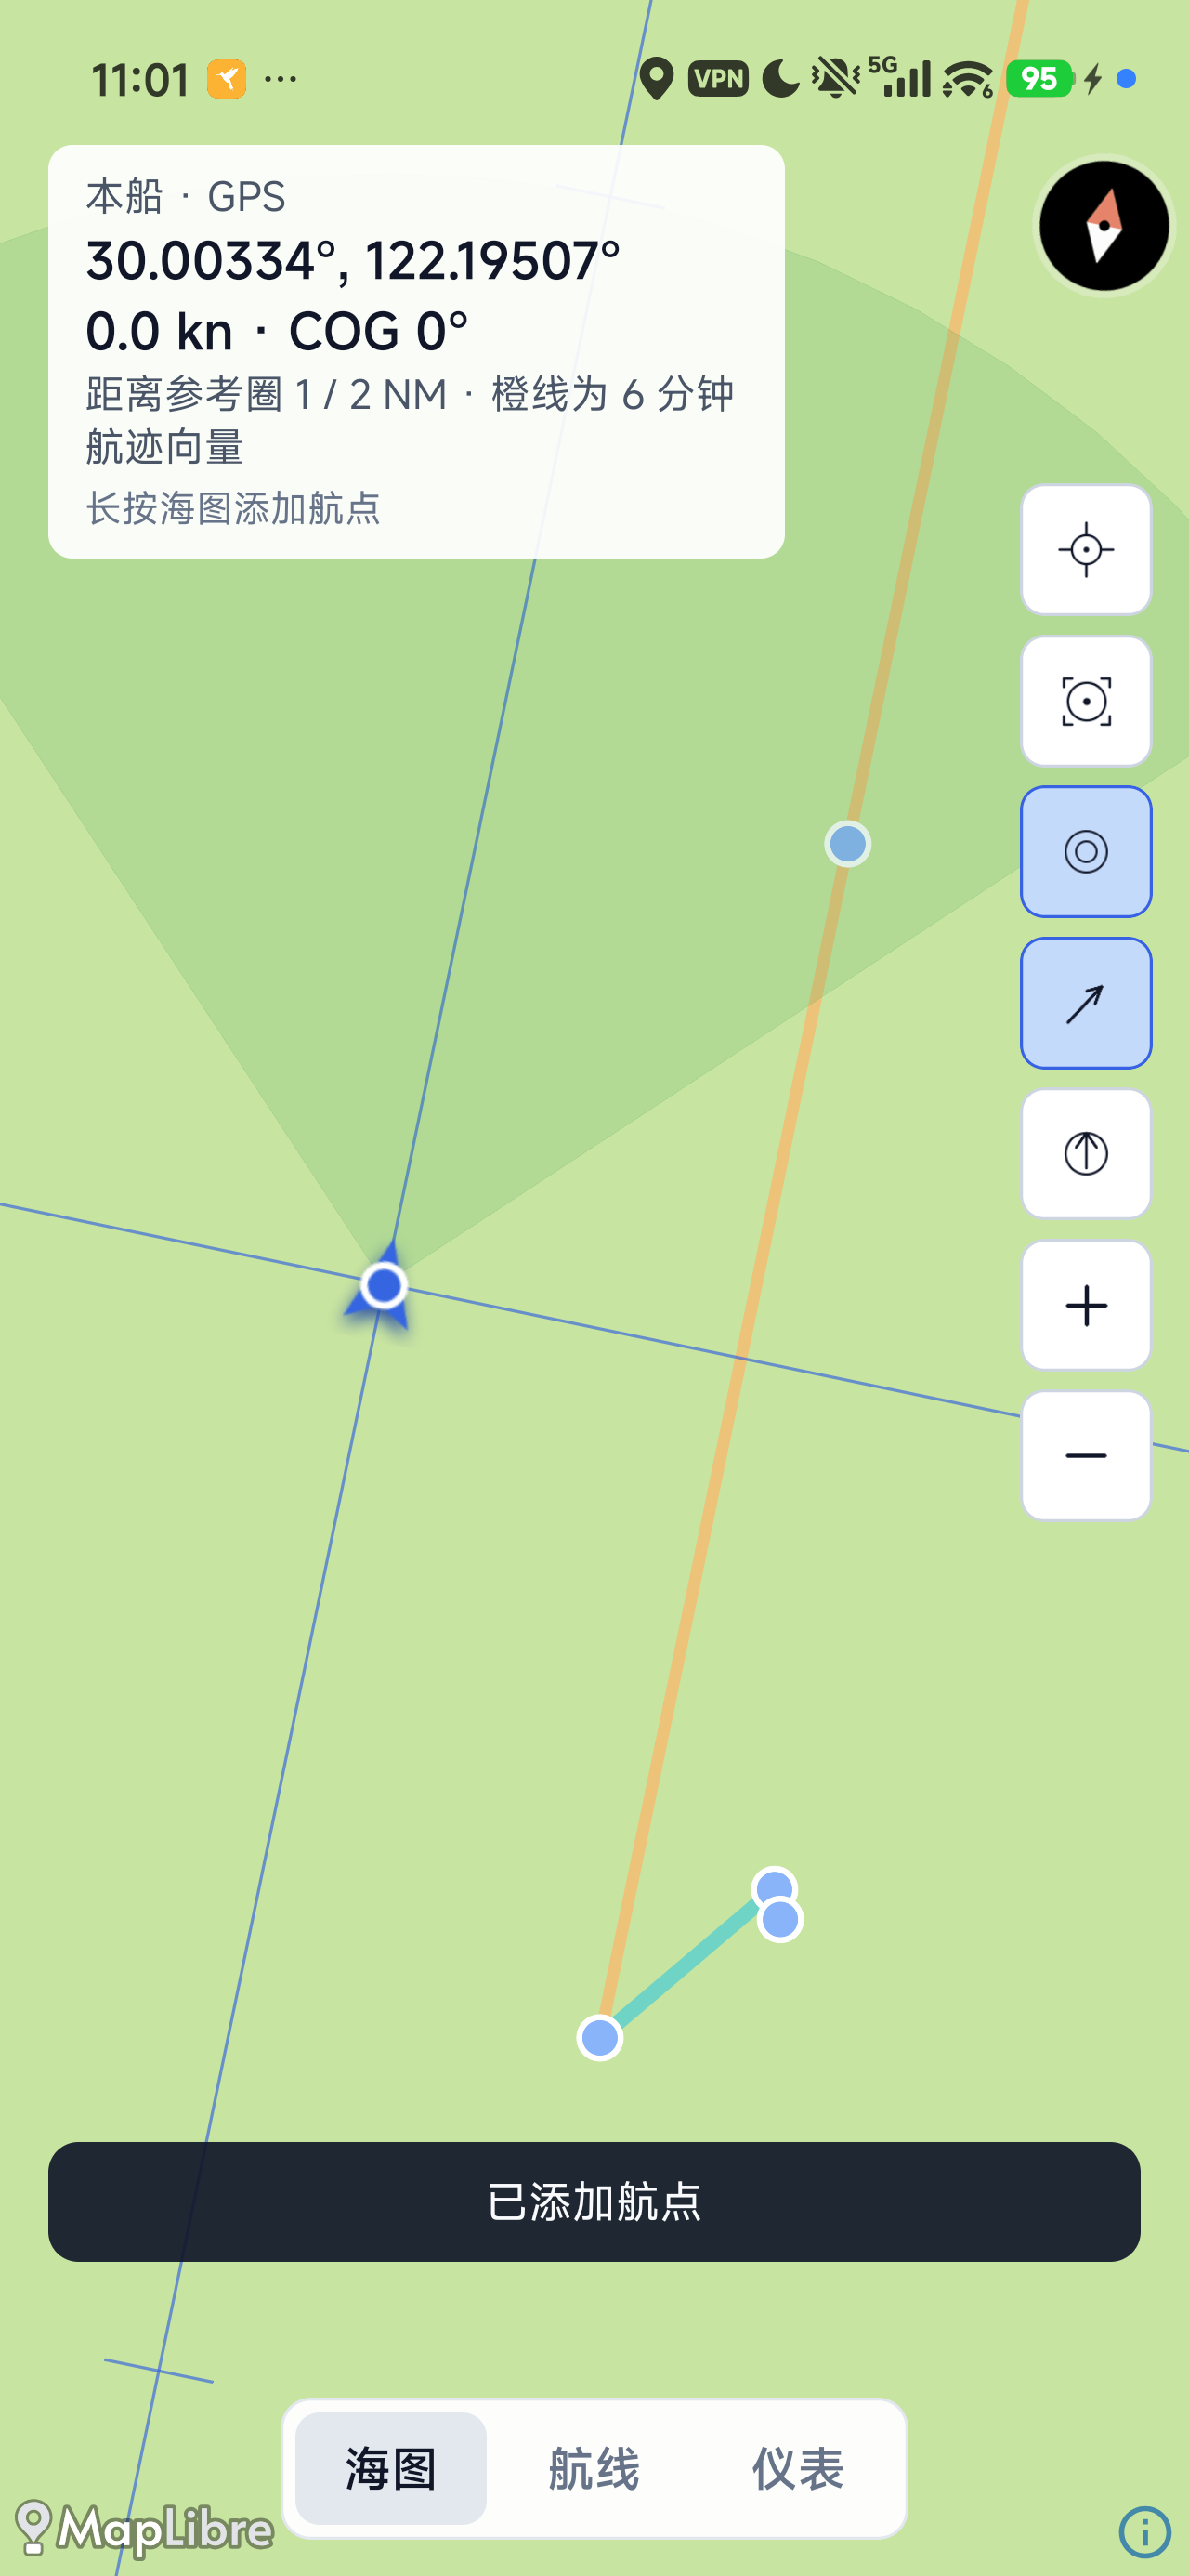 11:01 ...
VPN 5G 6 95
本船 · GPS
30.00334°, 122.19507°
0.0 kn · COG 0°
距离参考圈 1 / 2 NM · 橙线为 6 分钟
航迹向量
长按海图添加航点
已添加航点
海图 航线 仪表
MapLibre